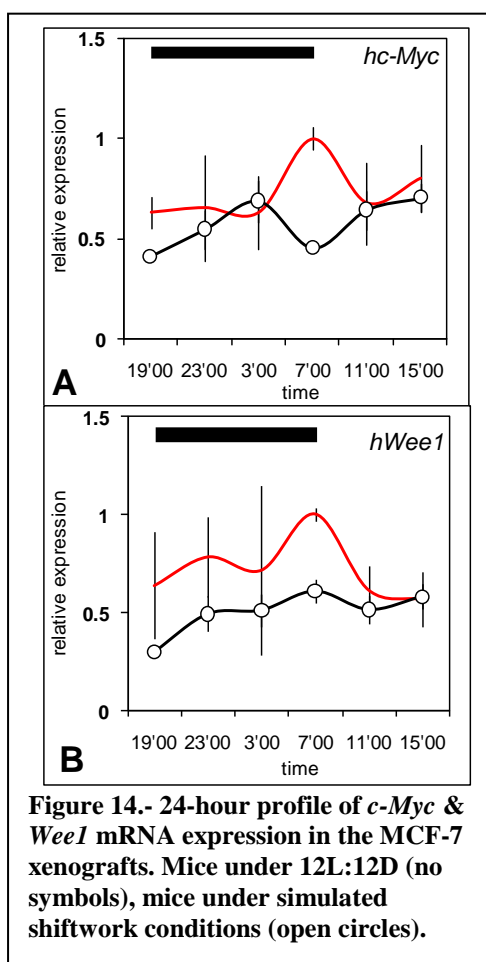 1.5
hc-Myc
1
0.5
0
relative expression
19'00 23'00 3'00 7'00 11'00 15'00
time
A
1.5
hWee1
1
0.5
0
relative expression
19'00 23'00 3'00 7'00 11'00 15'00
time
B
Figure 14.- 24-hour profile of c-Myc &
Wee1 mRNA expression in the MCF-7
xenografts. Mice under 12L:12D (no
symbols), mice under simulated
shiftwork conditions (open circles).